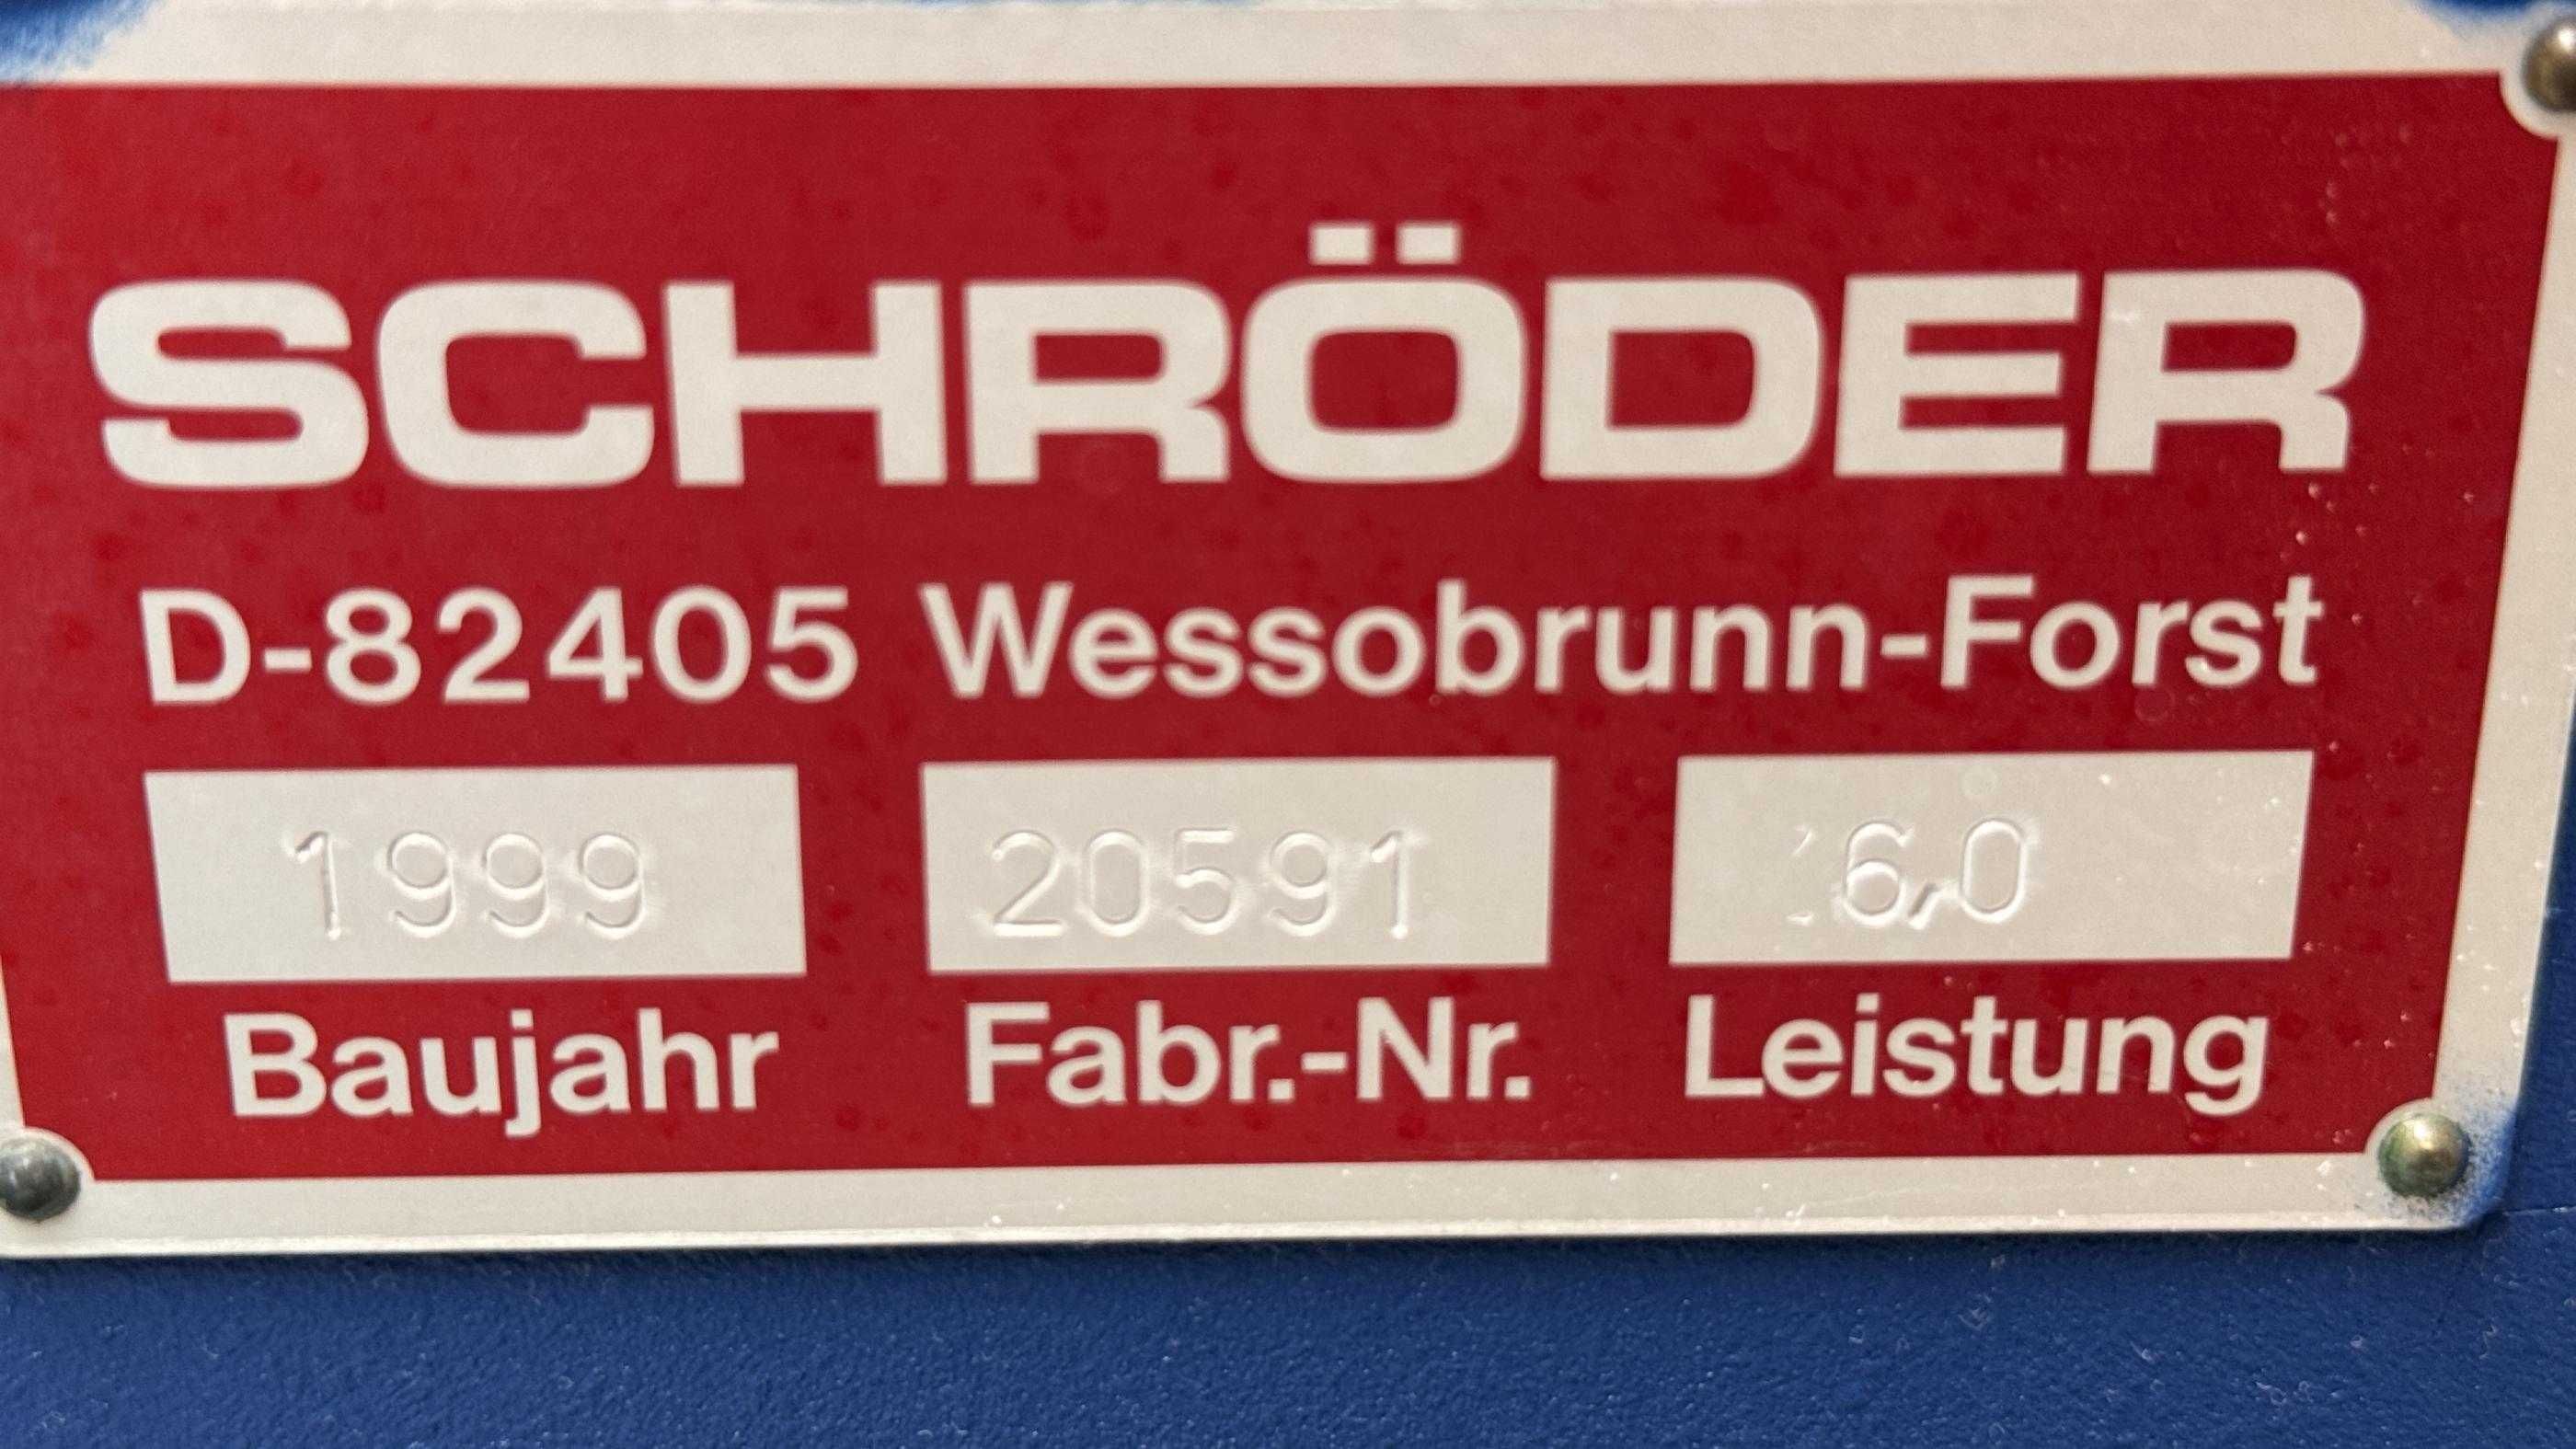 SCHRÖDER
D-82405 Wessobrunn-Forst
1999 20591 6,0
Baujahr Fabr.-Nr. Leistung